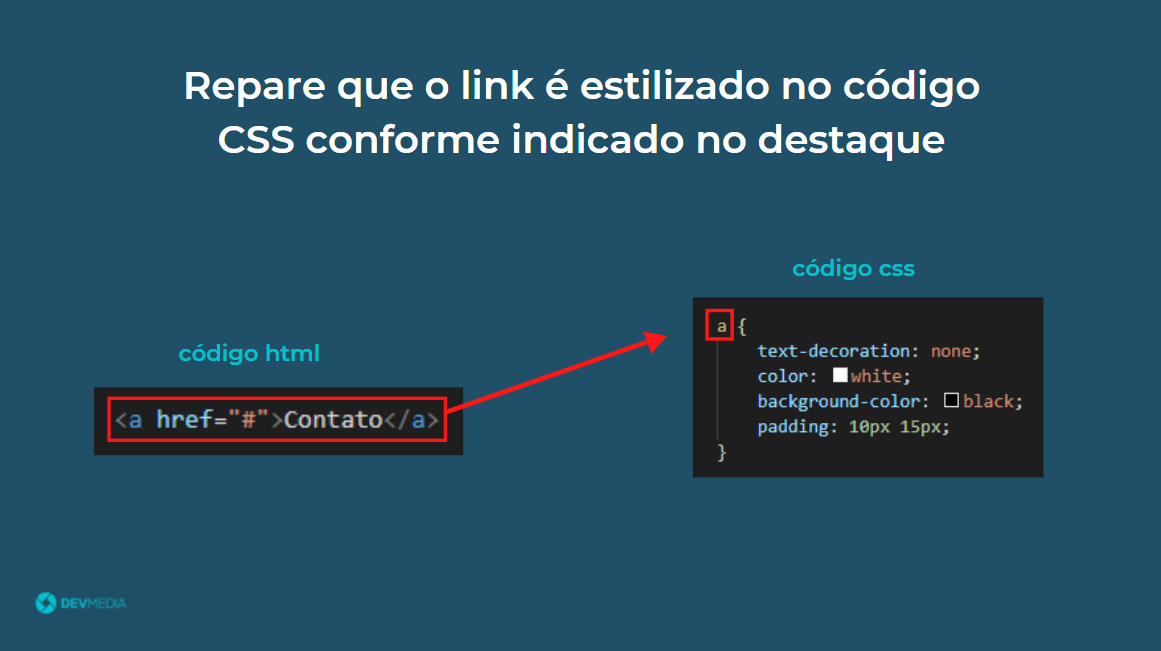 Repare que o link é estilizado no código
CSS conforme indicado no destaque
código html
<a href="#">Contato</a>
código css
a {
text-decoration: none;
color: white;
background-color: black;
padding: 10px 15px;
}
DEVMEDIA